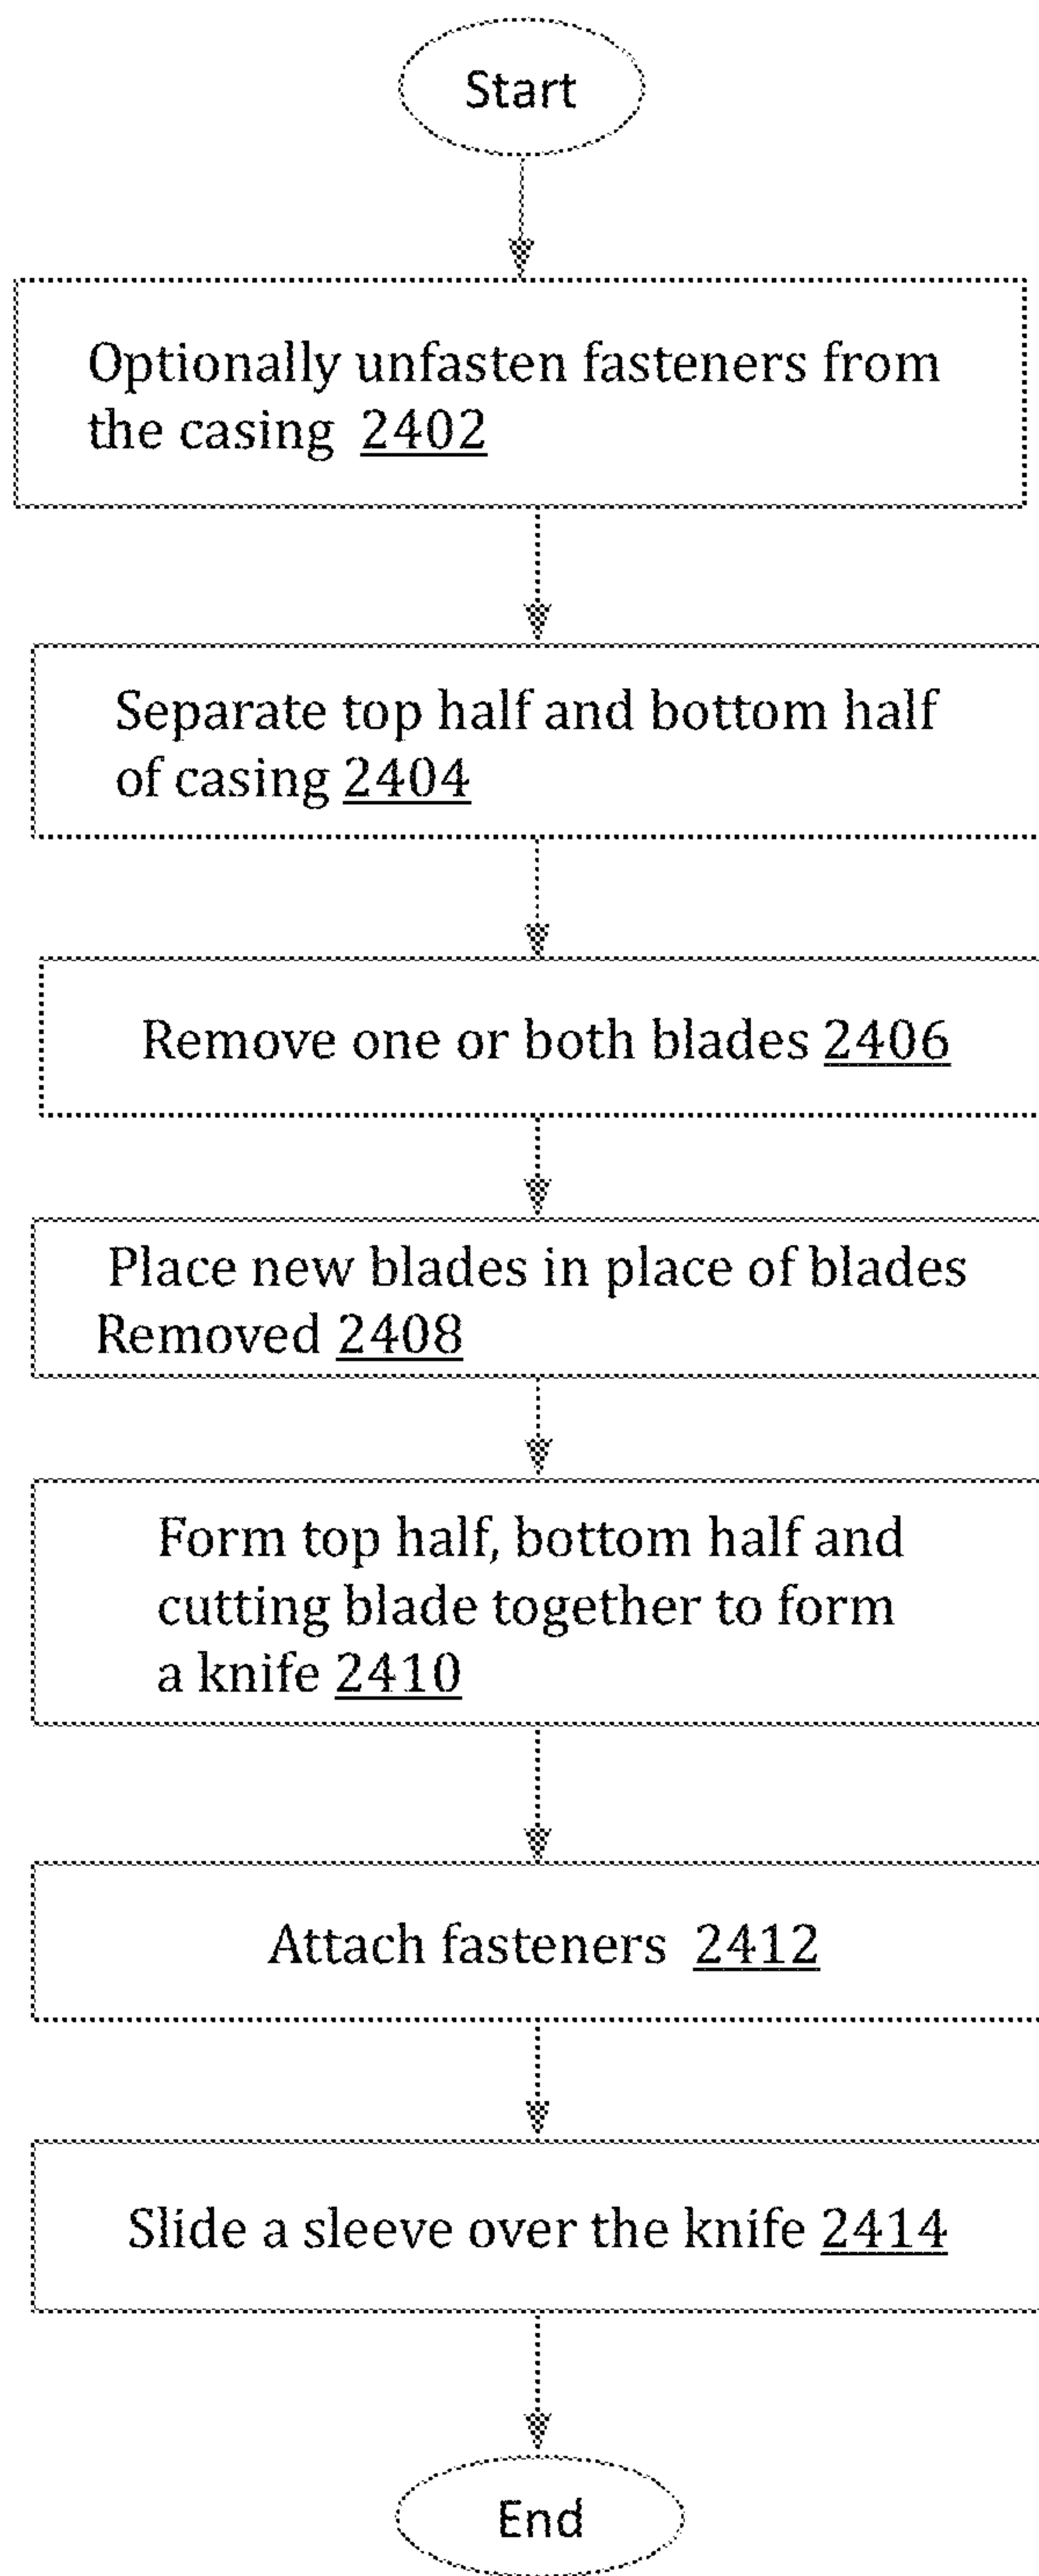 Start
Optionally unfasten fasteners from
the casing 2402
Separate top half and bottom half
of casing 2404
Remove one or both blades 2406
Place new blades in place of blades
Removed 2408
Form top half, bottom half and
cutting blade together to form
a knife 2410
Attach fasteners 2412
Slide a sleeve over the knife 2414
End